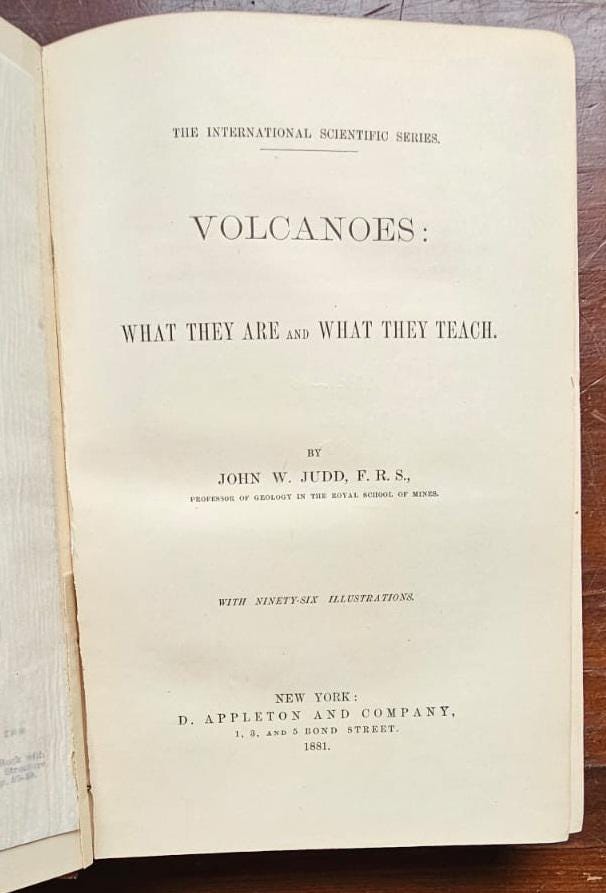 THE INTERNATIONAL SCIENTIFIC SERIES.
VOLCANOES:
WHAT THEY ARE AND WHAT THEY TEACH.
BY
JOHN W. JUDD, F. R. S.,
PROFESSOR OF GEOLOGY IN THE ROYAL SCHOOL OF MINES.
WITH NINETY-SIX ILLUSTRATIONS.
NEW YORK:
D. APPLETON AND COMPANY,
1, 3, AND 5 BOND STREET.
1881.